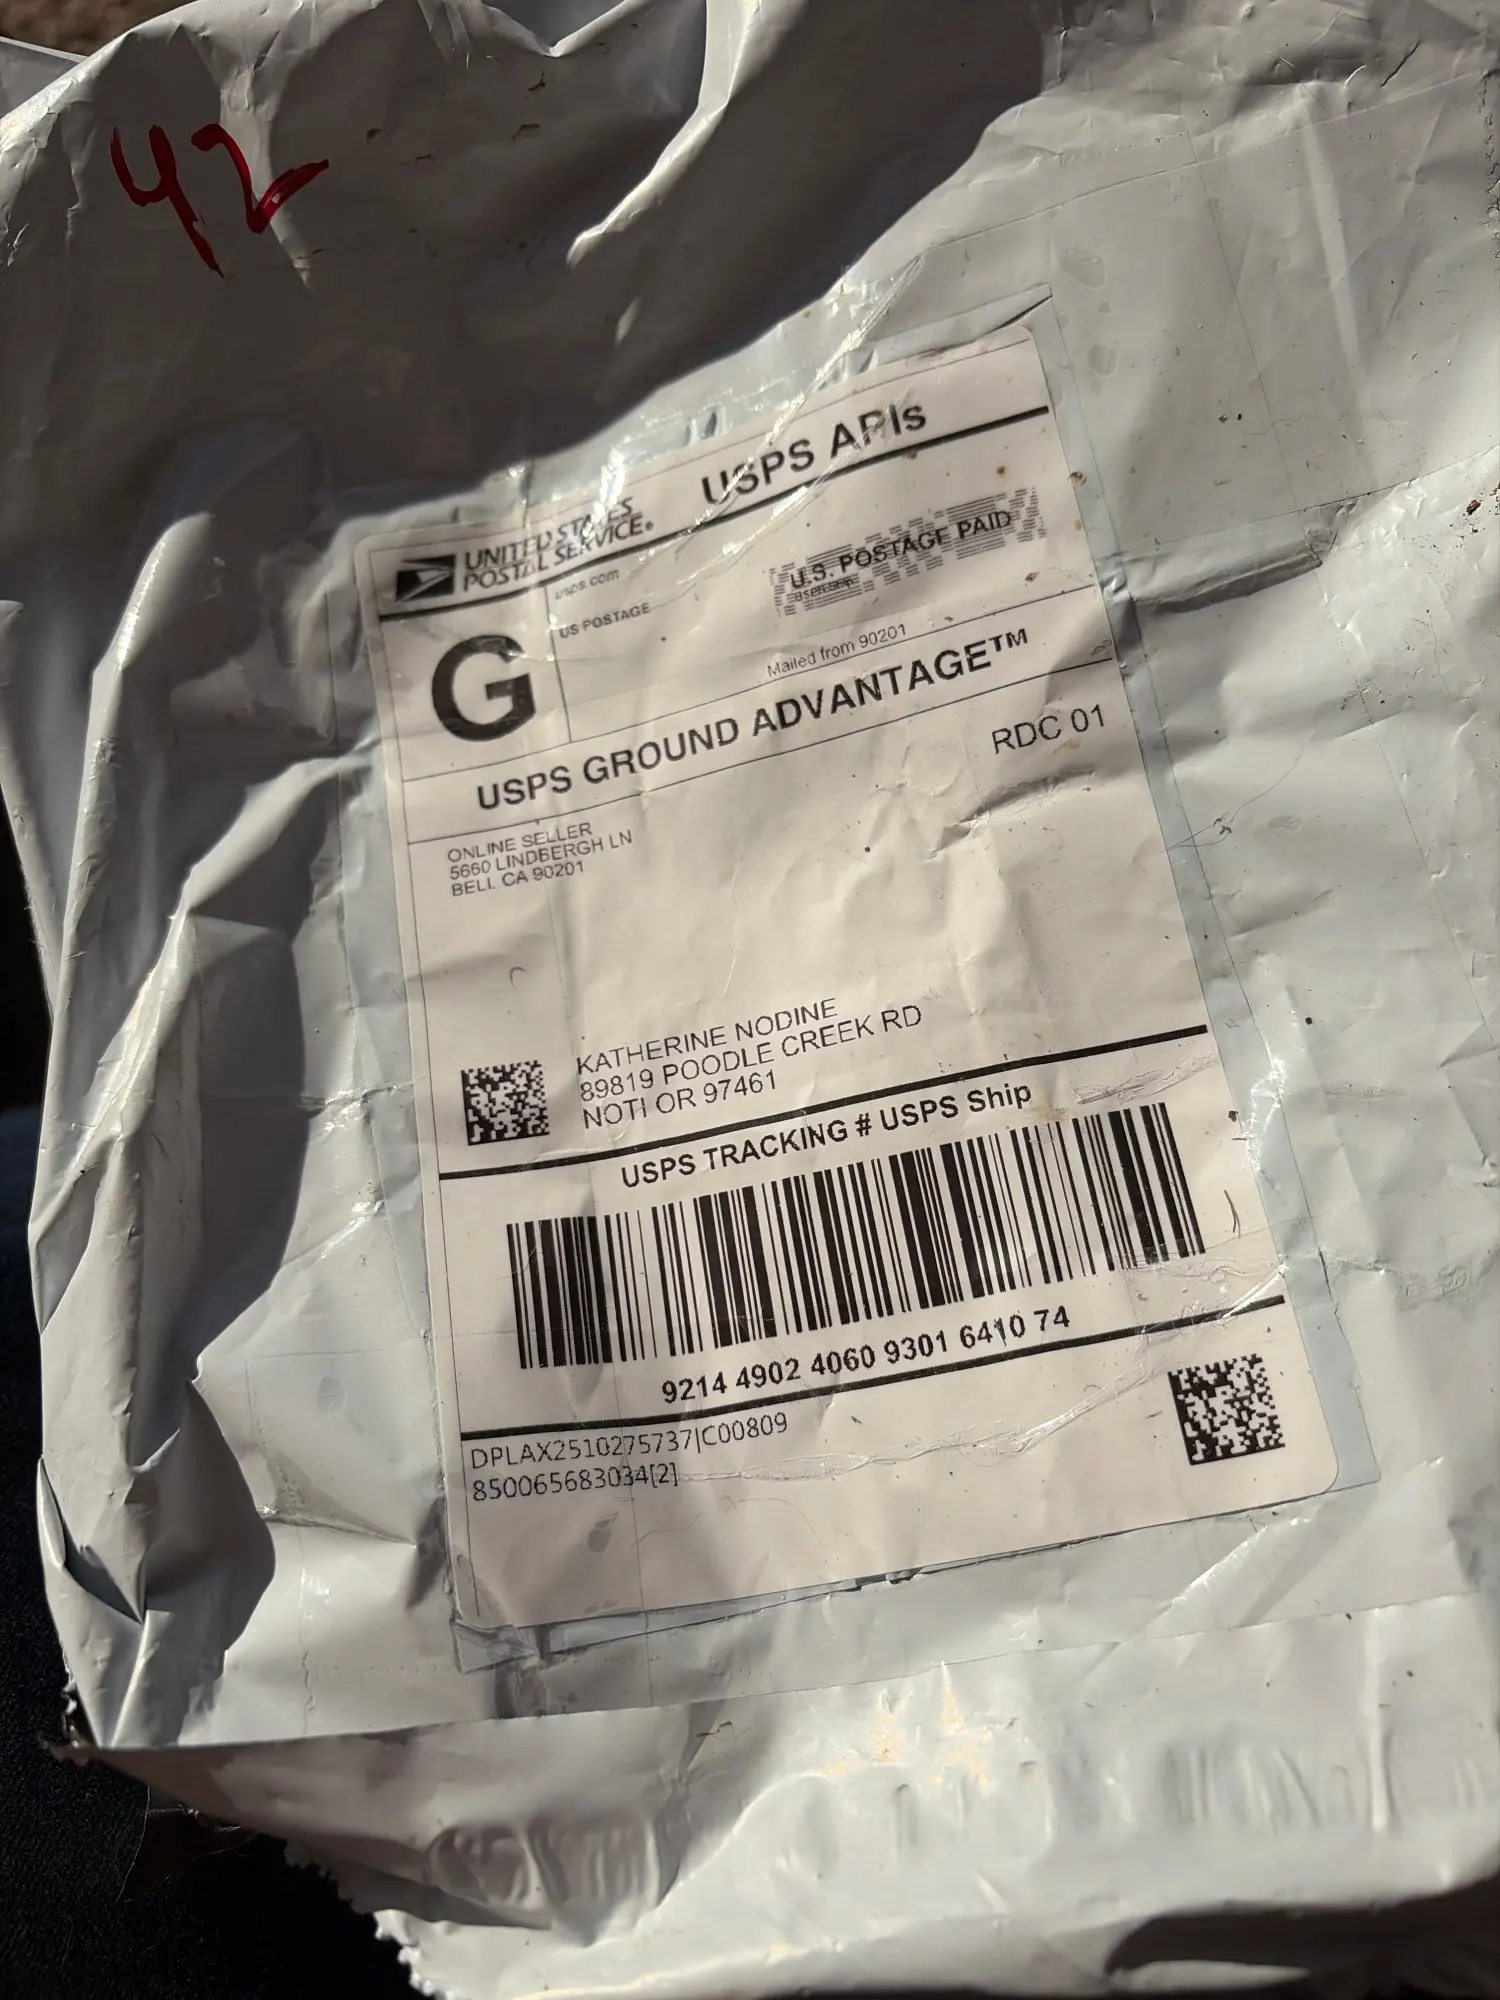 42
USPS APIs
UNITED STATES
POSTAL SERVICE®
usps.com
US POSTAGE
U.S. POSTAGE PAID
Mailed from 90201
G
USPS GROUND ADVANTAGE™
RDC 01
ONLINE SELLER
5660 LINDBERGH LN
BELL CA 90201
KATHERINE NODINE
89819 POODLE CREEK RD
NOTI OR 97461
USPS TRACKING # USPS Ship
9214 4902 4060 9301 6410 74
DPLAX2510275737|C00809
850065683034[2]